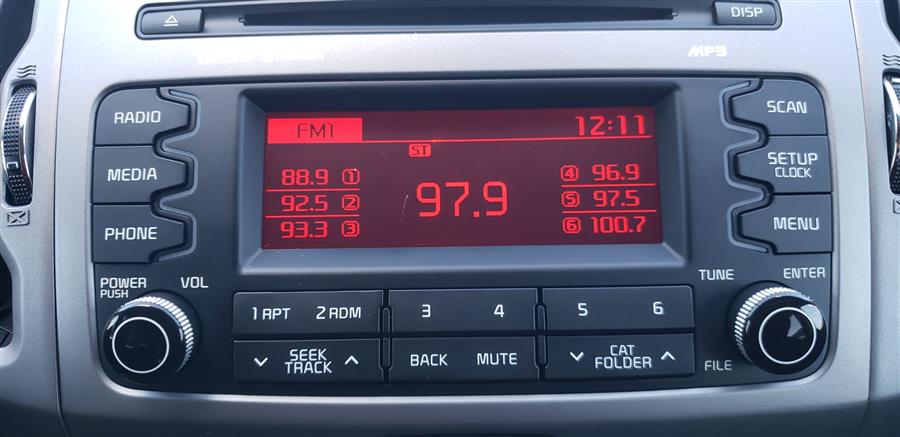 DISP
MP3
RADIO
MEDIA
PHONE
FM1 12:11
ST
88.9 1
92.5 2
93.3 3
97.9
4 96.9
5 97.5
6 100.7
SCAN
SETUP
CLOCK
MENU
POWER
PUSH
VOL
1 RPT 2 RDM 3 4 5 6
SEEK
TRACK
BACK MUTE
CAT
FOLDER
TUNE
ENTER
FILE